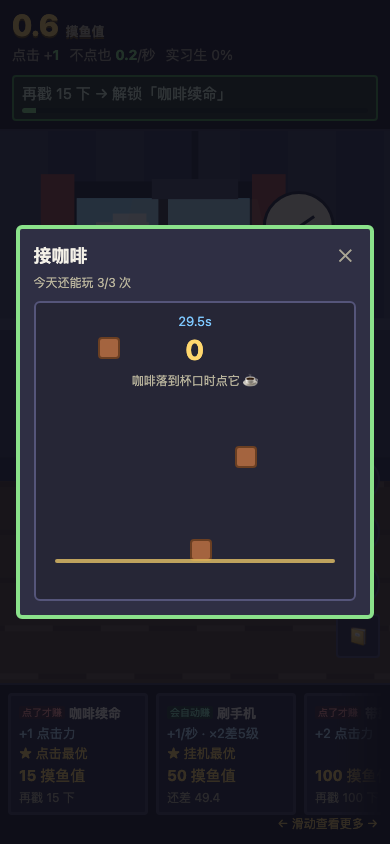 0.6 摸鱼值
点击 +1 不点也 0.2/秒 实习生 0%
再戳 15 下 → 解锁「咖啡续命」
接咖啡
今天还能玩 3/3 次
29.5s
0
咖啡落到杯口时点它 ☕
点了才赚 咖啡续命
+1 点击力
★ 点击最优
15 摸鱼值
再戳 15 下
会自动赚 刷手机
+1/秒 · ×2差5级
★ 挂机最优
50 摸鱼值
还差 49.4
点了才赚
+2 点击力
100 摸鱼
再戳 100
← 滑动查看更多 →